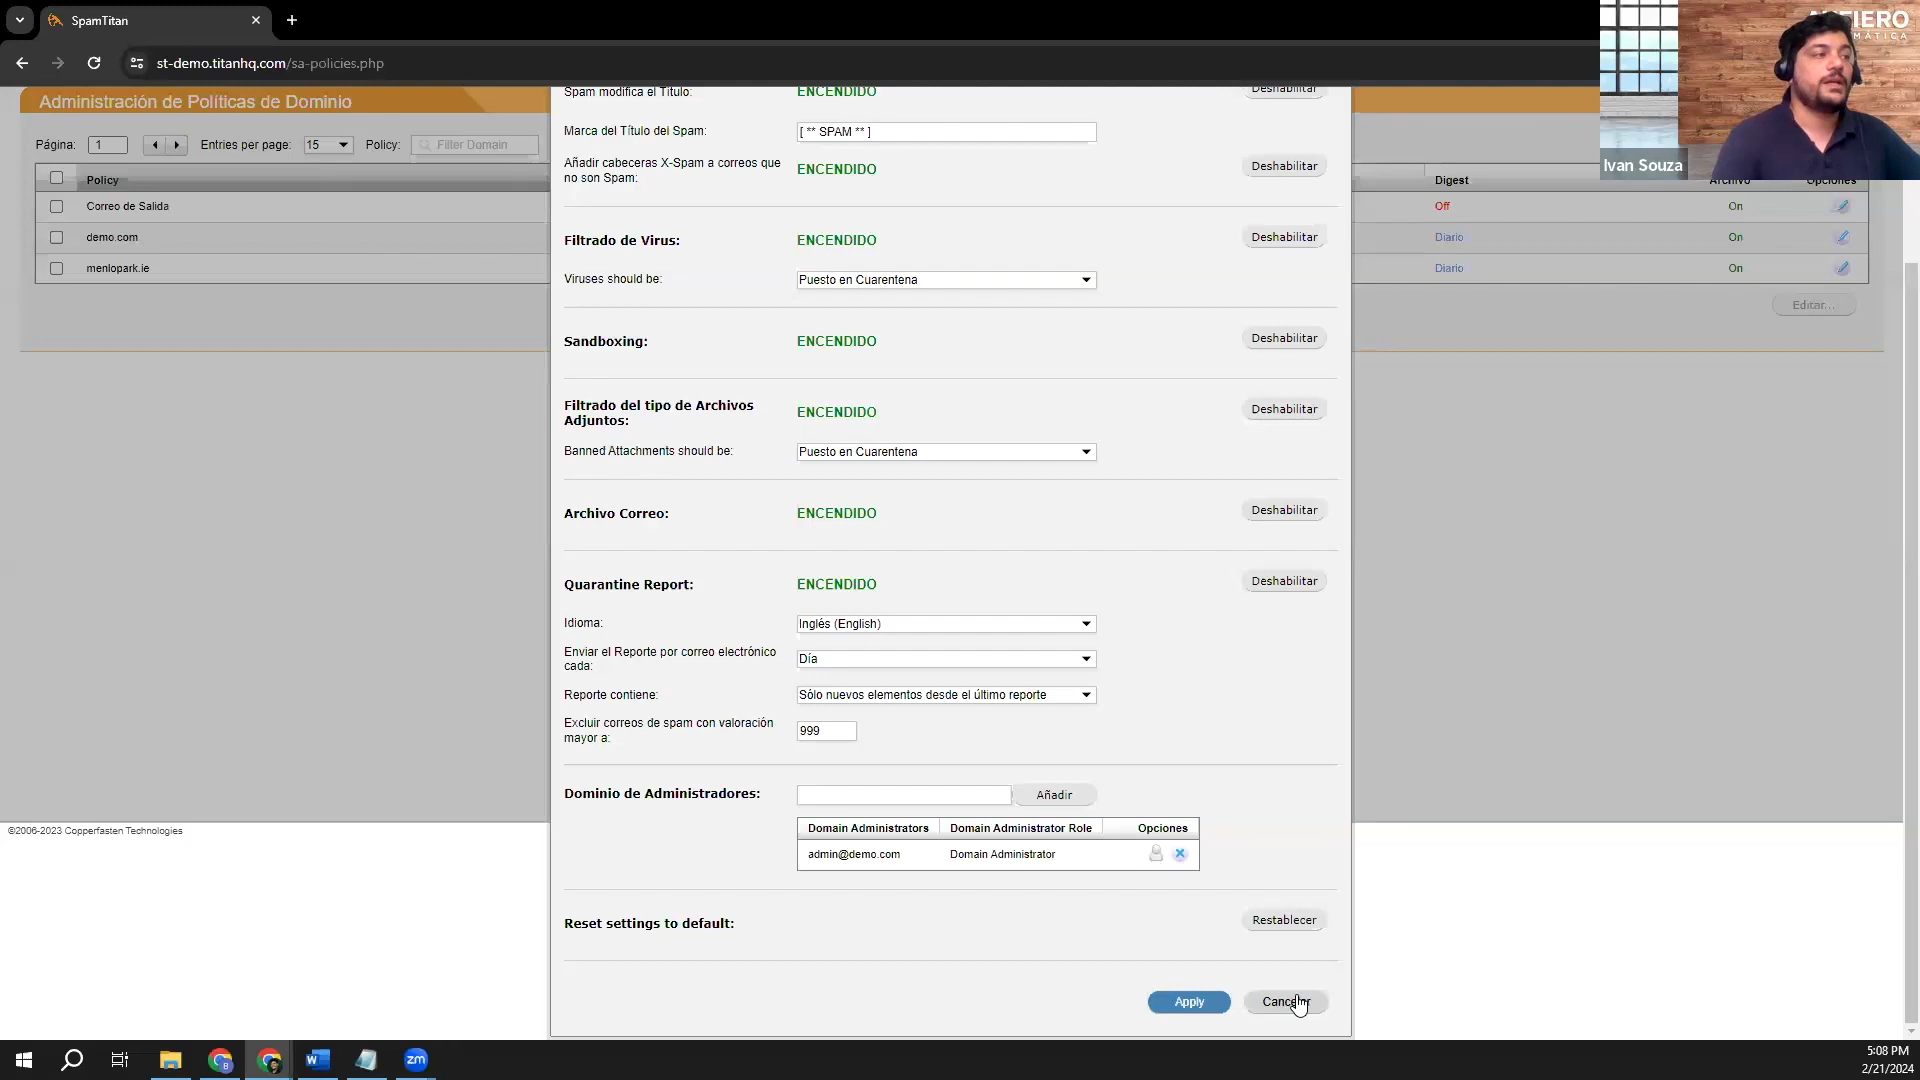 SpamTitan
st-demo.titanhq.com/sa-policies.php
IERO
MÁTICA
Ivan Souza
Administración de Políticas de Dominio
Página: 1 Entries per page: 15 Policy: Filter Domain
Policy Digest Archivo Opciones
Correo de Salida Off On
demo.com Diario On
menlopark.ie Diario On
Editar...
Spam modifica el Título: ENCENDIDO Deshabilitar
Marca del Título del Spam: [ ** SPAM ** ]
Añadir cabeceras X-Spam a correos que
no son Spam: ENCENDIDO Deshabilitar
Filtrado de Virus: ENCENDIDO Deshabilitar
Viruses should be: Puesto en Cuarentena
Sandboxing: ENCENDIDO Deshabilitar
Filtrado del tipo de Archivos
Adjuntos: ENCENDIDO Deshabilitar
Banned Attachments should be: Puesto en Cuarentena
Archivo Correo: ENCENDIDO Deshabilitar
Quarantine Report: ENCENDIDO Deshabilitar
Idioma: Inglés (English)
Enviar el Reporte por correo electrónico
cada: Día
Reporte contiene: Sólo nuevos elementos desde el último reporte
Excluir correos de spam con valoración
mayor a: 999
Dominio de Administradores: Añadir
Domain Administrators Domain Administrator Role Opciones
admin@demo.com Domain Administrator
Reset settings to default: Restablecer
Apply Cancelar
©2006-2023 Copperfasten Technologies
zm
5:08 PM
2/21/2024